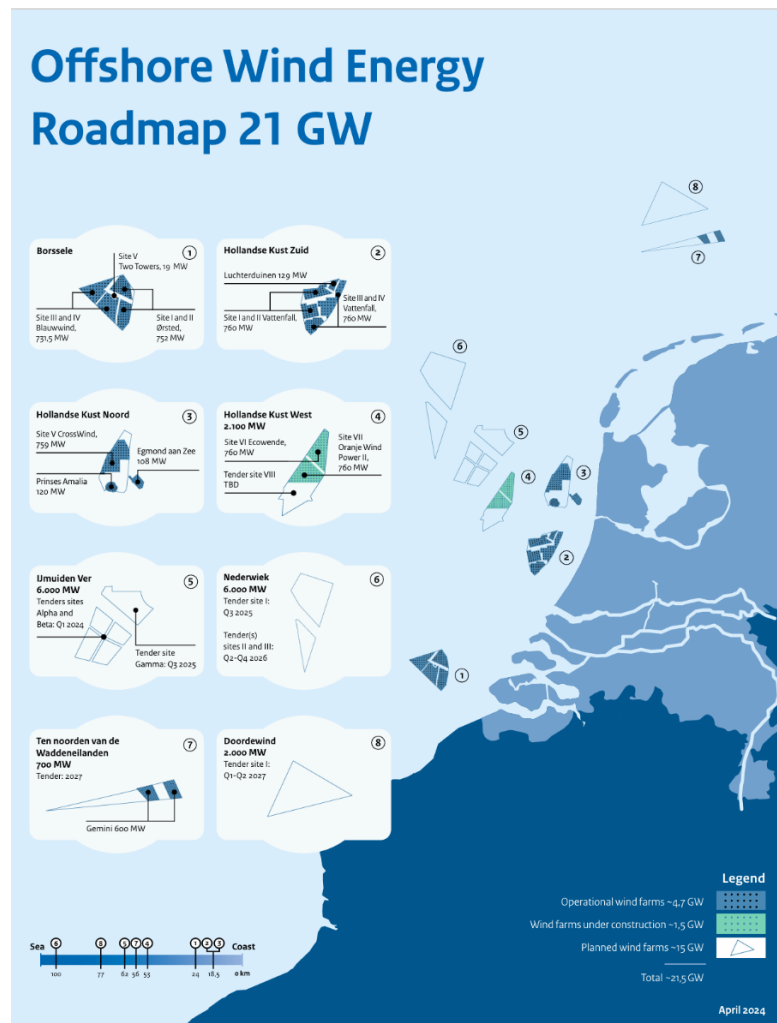 Offshore Wind Energy
Roadmap 21 GW
Borssele
1
Site V
Two Towers, 19 MW
Site III and IV
Blauwwind,
731,5 MW
Site I and II
Ørsted,
752 MW
Hollandse Kust Zuid
2
Luchterduinen 129 MW
Site I and II Vattenfall,
760 MW
Site III and IV
Vattenfall,
760 MW
Hollandse Kust Noord
3
Site V CrossWind,
759 MW
Egmond aan Zee
108 MW
Prinses Amalia
120 MW
Hollandse Kust West
2.100 MW
4
Site VI Ecowende,
760 MW
Site VII
Oranje Wind
Power II,
760 MW
Tender site VIII
TBD
IJmuiden Ver
6.000 MW
5
Tenders sites
Alpha and
Beta: Q1 2024
Tender site
Gamma: Q3 2025
Nederwiek
6.000 MW
6
Tender site I:
Q3 2025
Tender(s)
sites II and III:
Q2-Q4 2026
Ten noorden van de
Waddeneilanden
700 MW
7
Tender: 2027
Gemini 600 MW
Doordewind
2.000 MW
8
Tender site I:
Q1-Q2 2027
8
7
6
5
4
3
2
1
Legend
Operational wind farms ~4,7 GW
Wind farms under construction ~1,5 GW
Planned wind farms ~15 GW
Total ~21,5 GW
Sea 6 8 5 7 4 1 2 3 Coast
100 77 62 56 53 24 18,5 0 km
April 2024